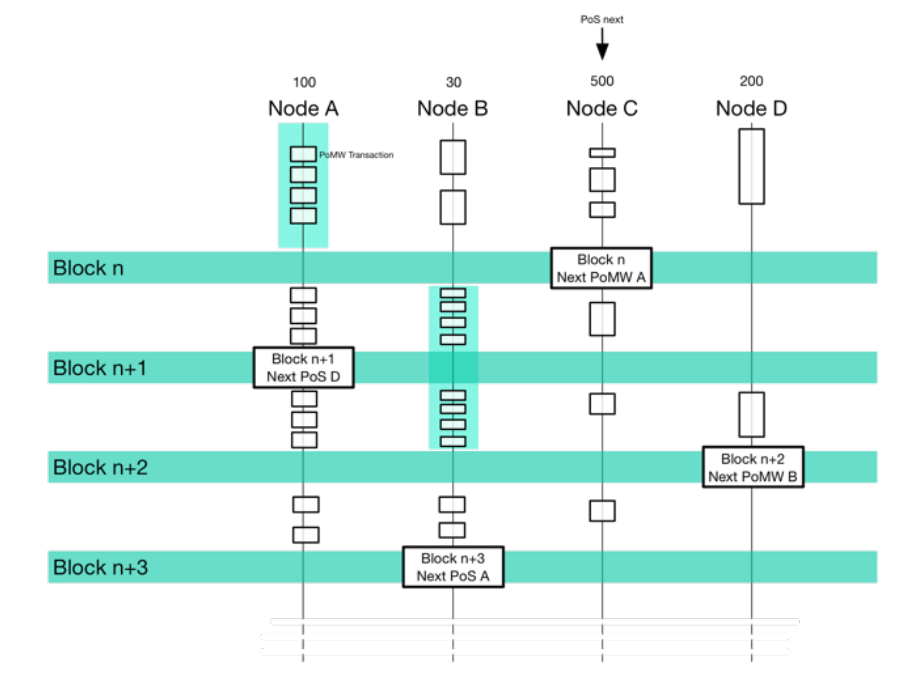 PoS next
100 30 500 200
Node A Node B Node C Node D
PoMW Transaction
Block n
Block n
Next PoMW A
Block n+1
Block n+1
Next PoS D
Block n+2
Block n+2
Next PoMW B
Block n+3
Block n+3
Next PoS A